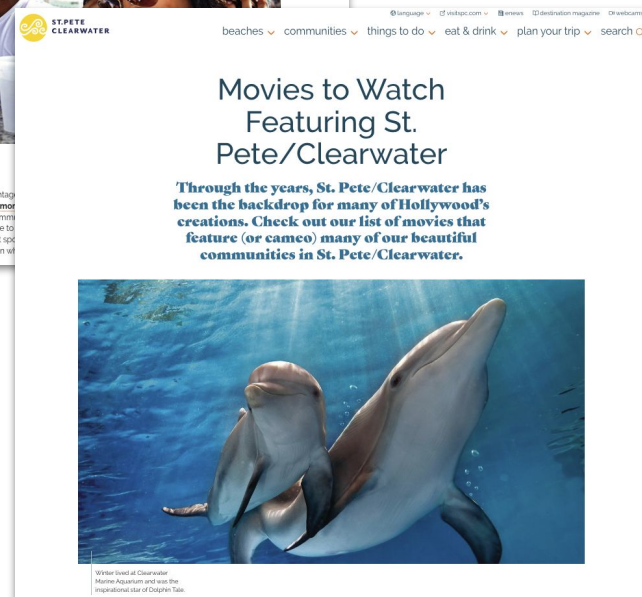 ST.PETE
CLEARWATER
language
visitspc.com
enews
destination magazine
webcams
beaches
communities
things to do
eat & drink
plan your trip
search
Movies to Watch
Featuring St.
Pete/Clearwater
Through the years, St. Pete/Clearwater has
been the backdrop for many of Hollywood's
creations. Check out our list of movies that
feature (or cameo) many of our beautiful
communities in St. Pete/Clearwater.
Winter lived at Clearwater
Marine Aquarium and was the
inspirational star of Dolphin Tale.